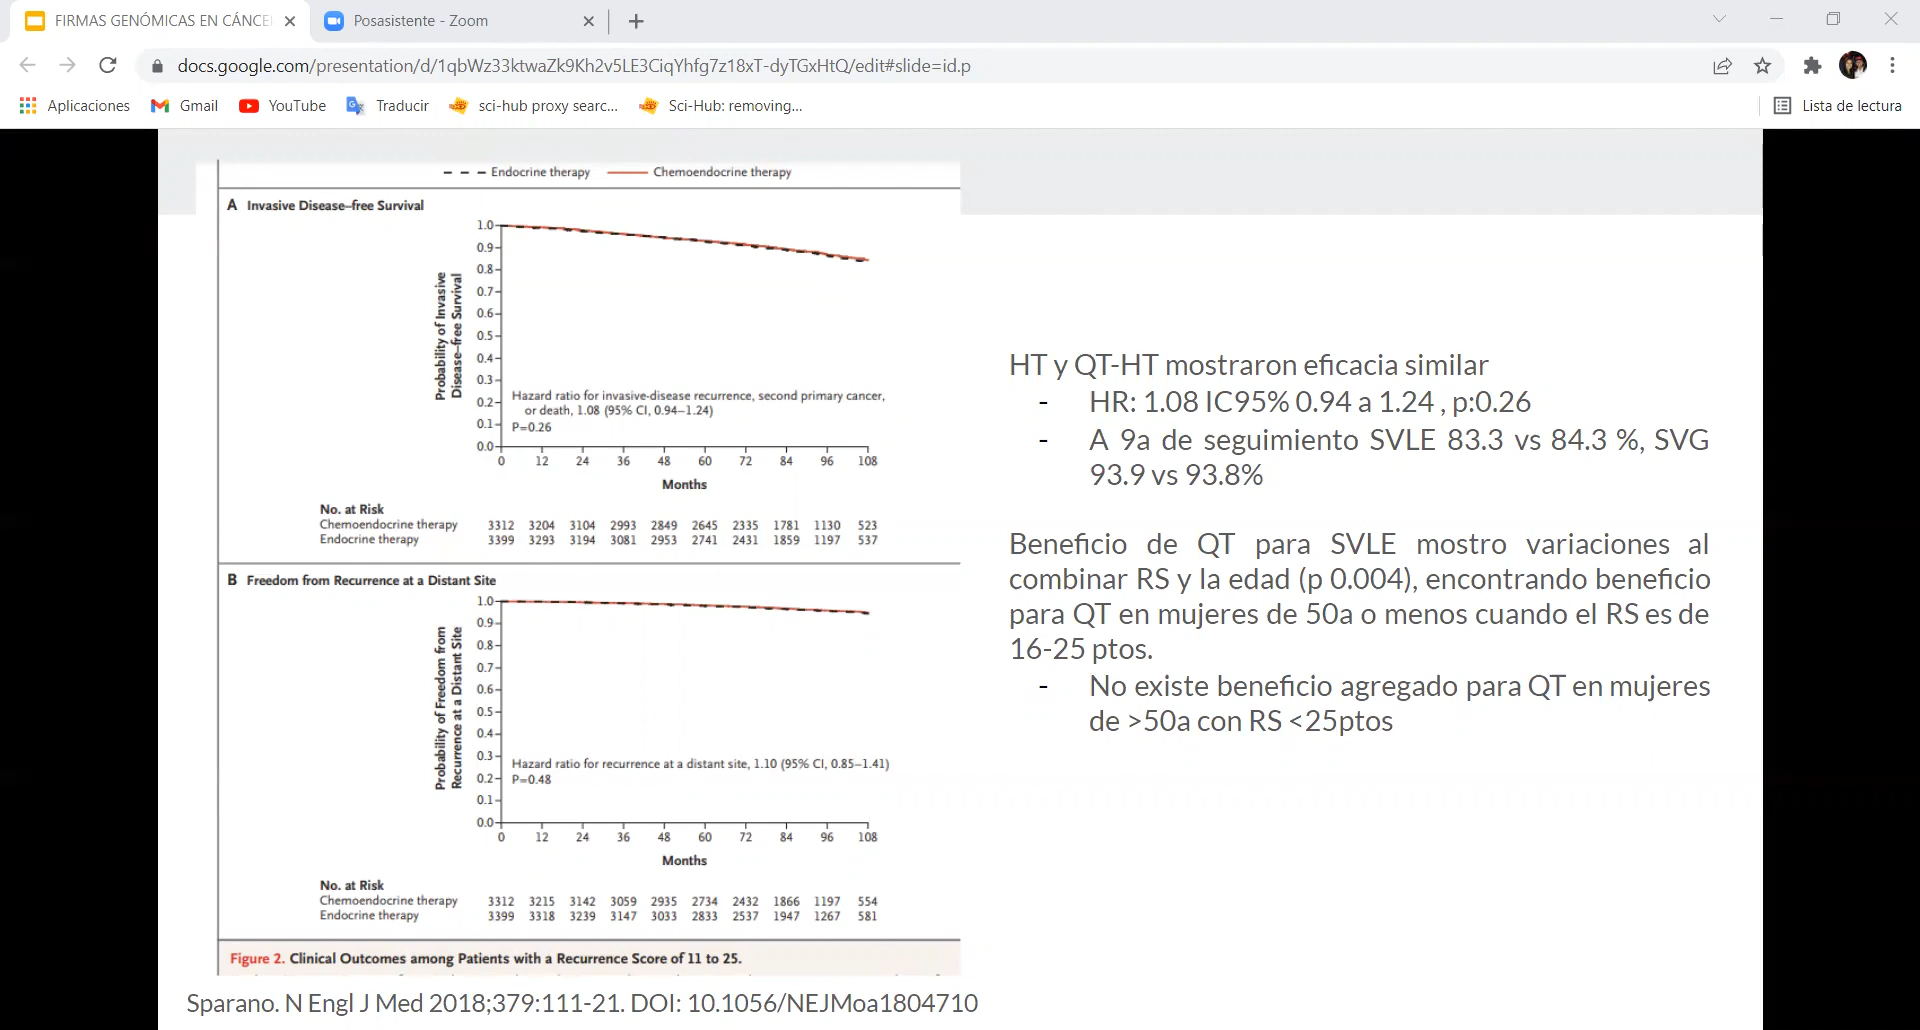 FIRMAS GENÓMICAS EN CÁNCE
Posasistente - Zoom
docs.google.com/presentation/d/1qbWz33ktwaZk9Kh2v5LE3CiqYhfg7z18xT-dyTGxHtQ/edit#slide=id.p
Aplicaciones
Gmail
YouTube
Traducir
sci-hub proxy searc...
Sci-Hub: removing...
Lista de lectura
Endocrine therapy
Chemoendocrine therapy
A Invasive Disease–free Survival
Probability of Invasive
Disease–free Survival
1.0
0.9
0.8
0.7
0.6
0.5
0.4
0.3
0.2
0.1
0.0
Hazard ratio for invasive-disease recurrence, second primary cancer,
or death, 1.08 (95% CI, 0.94–1.24)
P=0.26
0 12 24 36 48 60 72 84 96 108
Months
No. at Risk
Chemoendocrine therapy 3312 3204 3104 2993 2849 2645 2335 1781 1130 523
Endocrine therapy 3399 3293 3194 3081 2953 2741 2431 1859 1197 537
B Freedom from Recurrence at a Distant Site
Probability of Freedom from
Recurrence at a Distant Site
1.0
0.9
0.8
0.7
0.6
0.5
0.4
0.3
0.2
0.1
0.0
Hazard ratio for recurrence at a distant site, 1.10 (95% CI, 0.85–1.41)
P=0.48
0 12 24 36 48 60 72 84 96 108
Months
No. at Risk
Chemoendocrine therapy 3312 3215 3142 3059 2935 2734 2432 1866 1197 554
Endocrine therapy 3399 3318 3239 3147 3033 2833 2537 1947 1267 581
Figure 2. Clinical Outcomes among Patients with a Recurrence Score of 11 to 25.
Sparano. N Engl J Med 2018;379:111-21. DOI: 10.1056/NEJMoa1804710
HT y QT-HT mostraron eficacia similar
- HR: 1.08 IC95% 0.94 a 1.24 , p:0.26
- A 9a de seguimiento SVLE 83.3 vs 84.3 %, SVG
93.9 vs 93.8%
Beneficio de QT para SVLE mostro variaciones al
combinar RS y la edad (p 0.004), encontrando beneficio
para QT en mujeres de 50a o menos cuando el RS es de
16-25 ptos.
- No existe beneficio agregado para QT en mujeres
de >50a con RS <25ptos